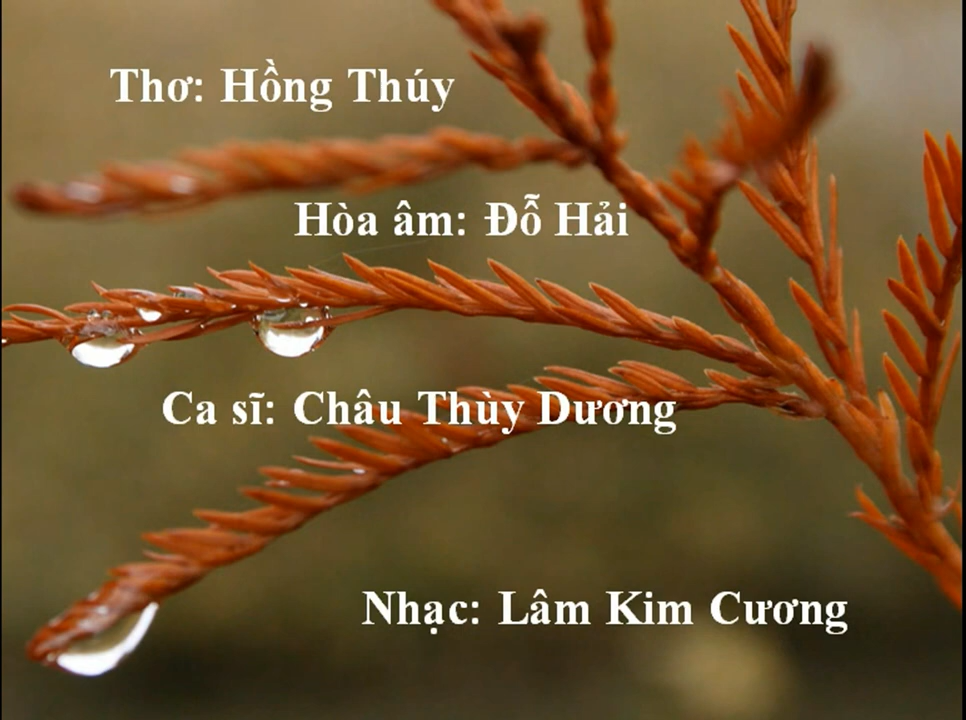 Thơ: Hồng Thúy
Hòa âm: Đỗ Hải
Ca sĩ: Châu Thùy Dương
Nhạc: Lâm Kim Cương